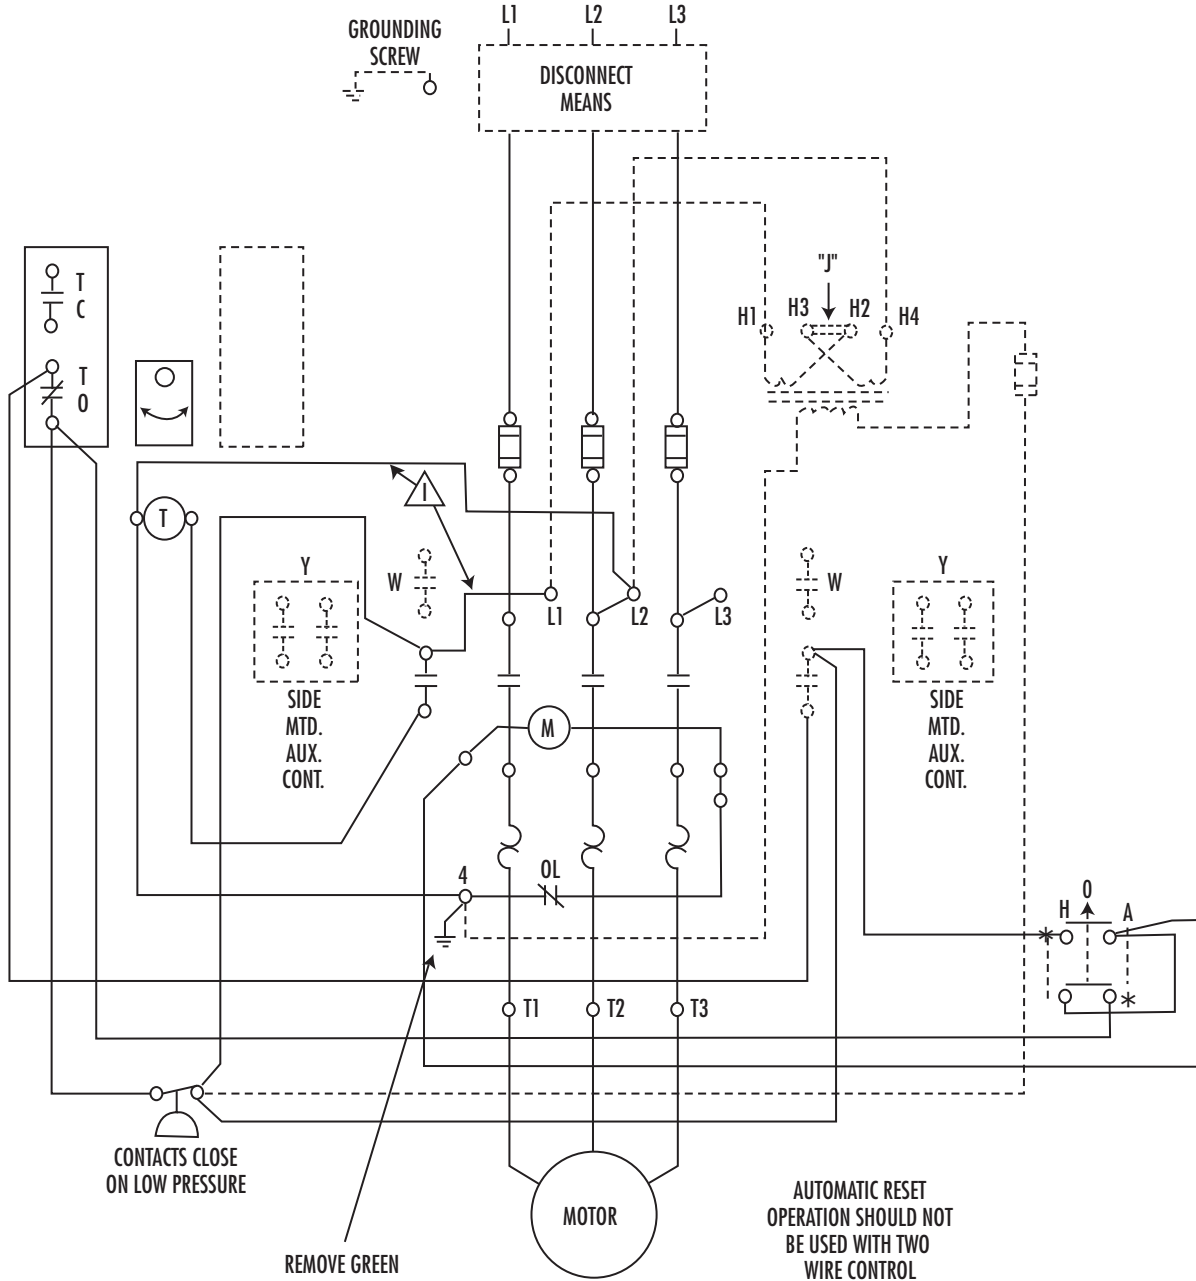 L1 L2 L3
GROUNDING
SCREW
DISCONNECT
MEANS
"J"
H1 H3 H2 H4
T
C
T
O
I
T
Y
W
L1 L2 L3
W
Y
SIDE
MTD.
AUX.
CONT.
M
SIDE
MTD.
AUX.
CONT.
4
OL
H O A
*
*
T1 T2 T3
CONTACTS CLOSE
ON LOW PRESSURE
MOTOR
REMOVE GREEN
AUTOMATIC RESET
OPERATION SHOULD NOT
BE USED WITH TWO
WIRE CONTROL